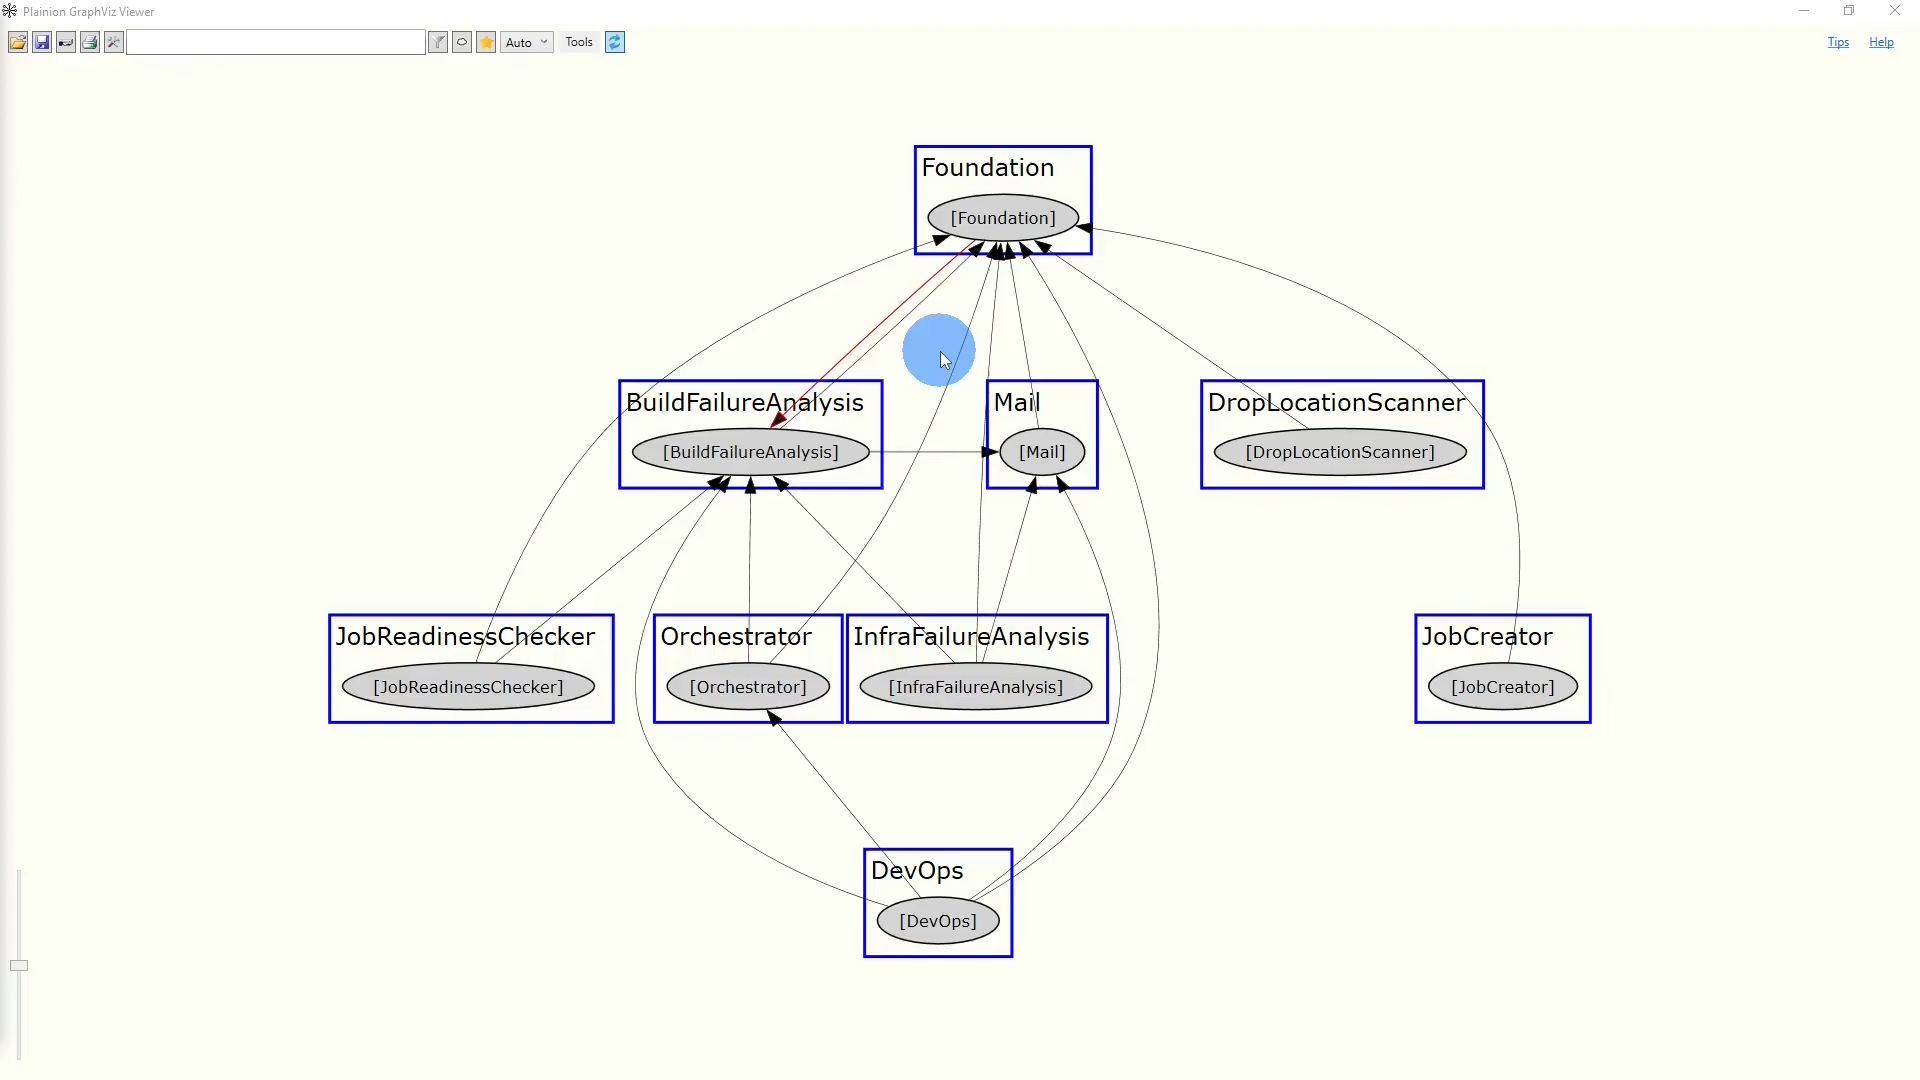 Plainion GraphViz Viewer
Auto Tools Tips Help
Foundation
[Foundation]
BuildFailureAnalysis Mail DropLocationScanner
[BuildFailureAnalysis] [Mail] [DropLocationScanner]
JobReadinessChecker Orchestrator InfraFailureAnalysis JobCreator
[JobReadinessChecker] [Orchestrator] [InfraFailureAnalysis] [JobCreator]
DevOps
[DevOps]